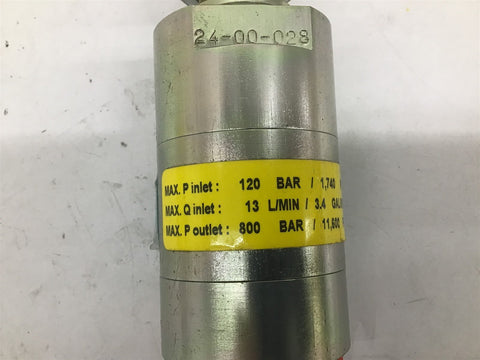 24-00-028
MAX. P inlet : 120 BAR / 1,740
MAX. Q inlet : 13 L/MIN / 3.4 GAL
MAX. P outlet : 800 BAR / 11,600